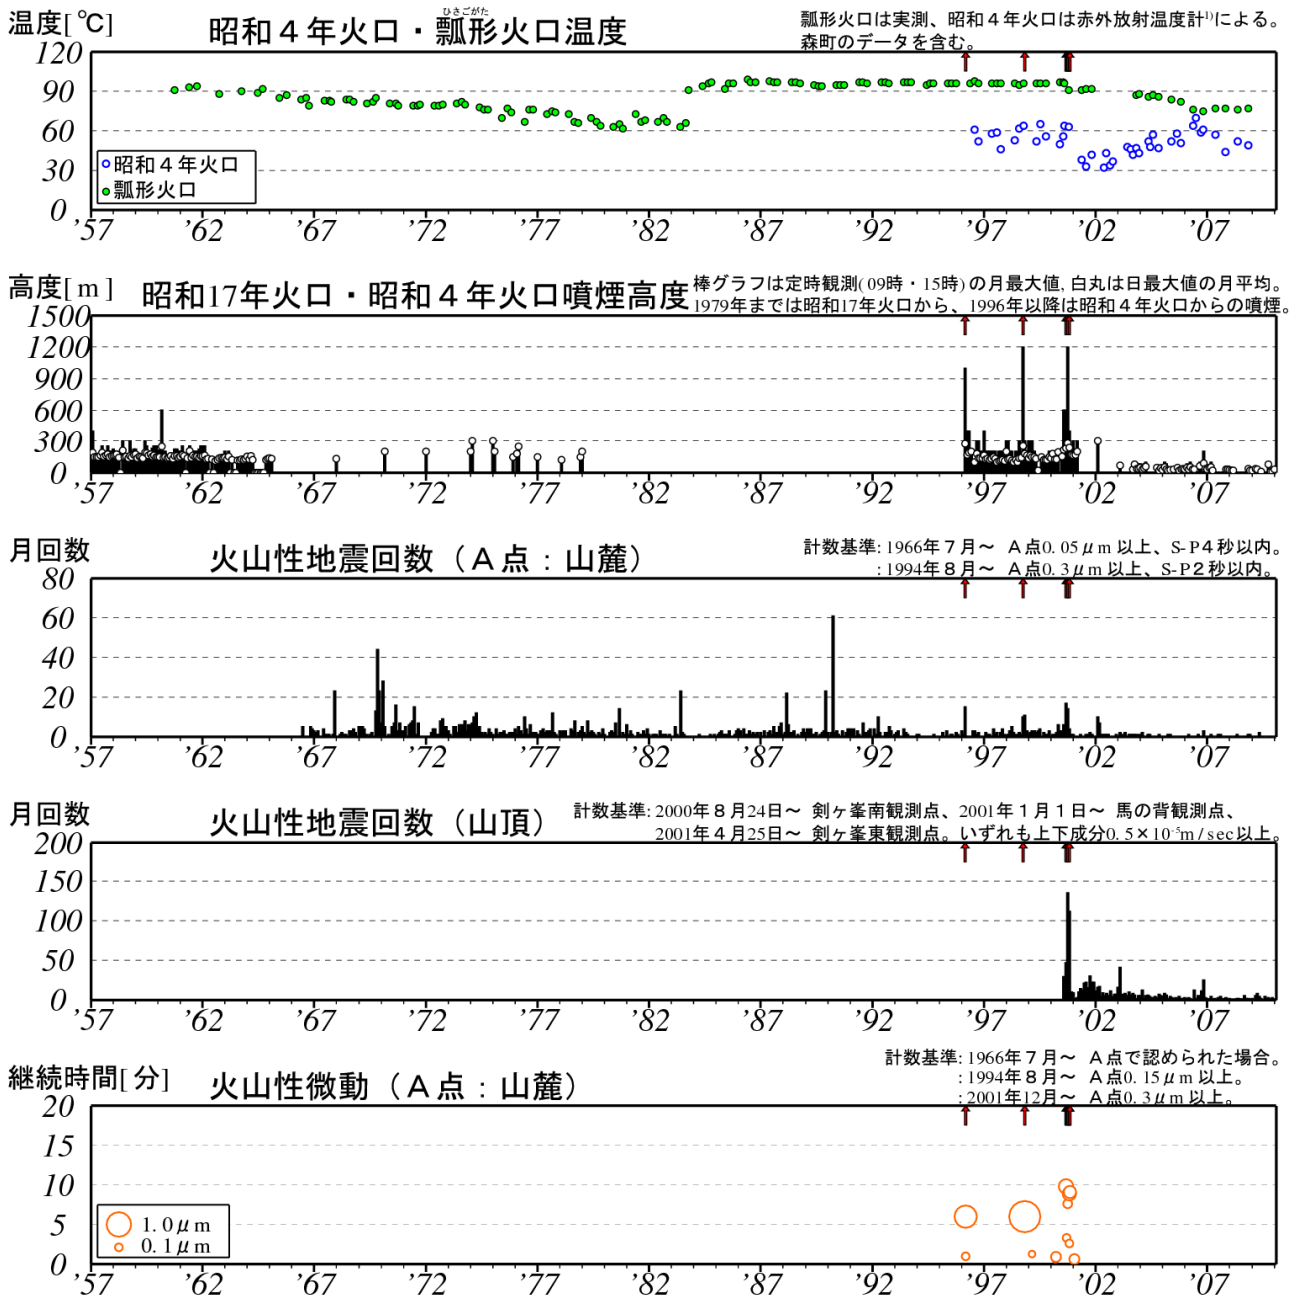 温度[℃]
昭和４年火口・瓢形火口温度
ひさごがた
瓢形火口は実測、昭和４年火口は赤外放射温度計¹⁾による。
森町のデータを含む。
120
90
60
30
0
昭和４年火口
瓢形火口
'57 '62 '67 '72 '77 '82 '87 '92 '97 '02 '07
高度[m]
昭和17年火口・昭和４年火口噴煙高度
棒グラフは定時観測(09時・15時)の月最大値、白丸は日最大値の月平均。
1979年までは昭和17年火口から、1996年以降は昭和４年火口からの噴煙。
1500
1200
900
600
300
0
'57 '62 '67 '72 '77 '82 '87 '92 '97 '02 '07
月回数
火山性地震回数（Ａ点：山麓）
計数基準:1966年７月～ Ａ点0.05μm以上、S-P４秒以内。
:1994年８月～ Ａ点0.3μm以上、S-P２秒以内。
80
60
40
20
0
'57 '62 '67 '72 '77 '82 '87 '92 '97 '02 '07
月回数
火山性地震回数（山頂）
計数基準:2000年８月24日～ 剣ヶ峯南観測点、2001年１月１日～ 馬の背観測点、
2001年４月25日～ 剣ヶ峯東観測点。いずれも上下成分0.5×10⁻⁵m/sec以上。
200
150
100
50
0
'57 '62 '67 '72 '77 '82 '87 '92 '97 '02 '07
継続時間[分]
火山性微動（Ａ点：山麓）
計数基準:1966年７月～ Ａ点で認められた場合。
:1994年８月～ Ａ点0.15μm以上。
:2001年12月～ Ａ点0.3μm以上。
20
15
10
5
0
1.0μm
0.1μm
'57 '62 '67 '72 '77 '82 '87 '92 '97 '02 '07